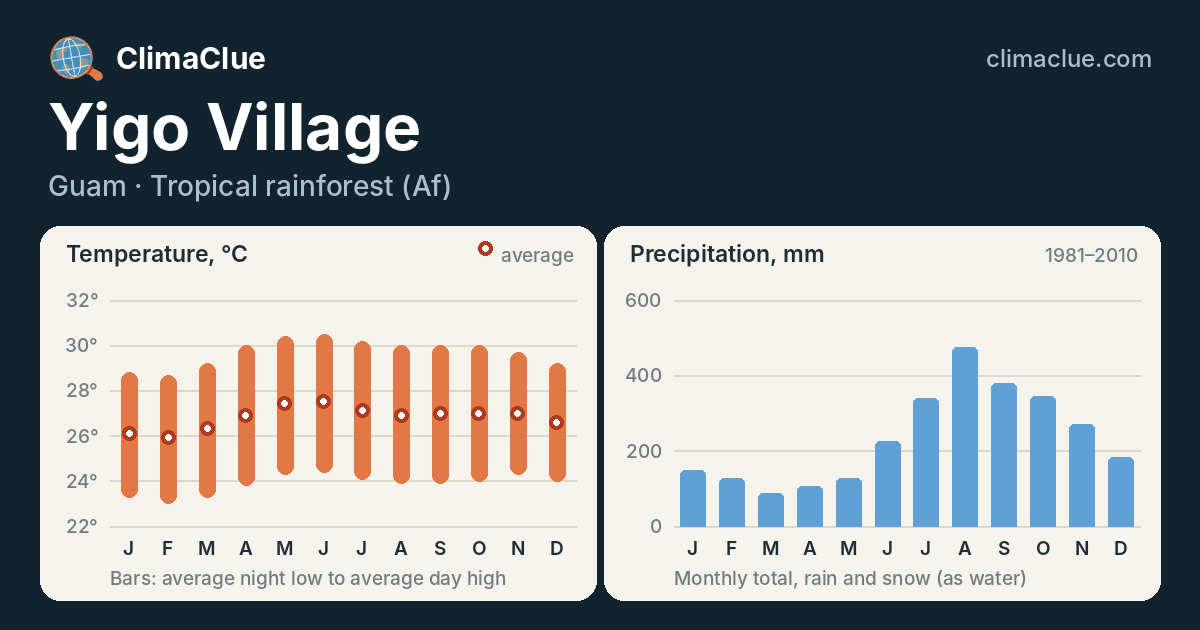 ClimaClue
climaclue.com
Yigo Village
Guam · Tropical rainforest (Af)
Temperature, °C
average
32°
30°
28°
26°
24°
22°
J F M A M J J A S O N D
Bars: average night low to average day high
Precipitation, mm
1981–2010
600
400
200
0
J F M A M J J A S O N D
Monthly total, rain and snow (as water)